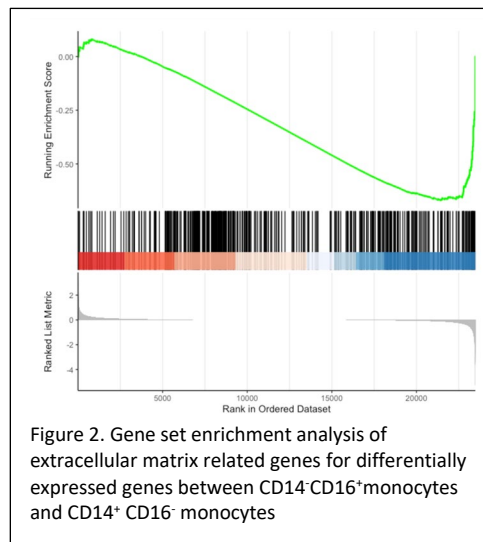 Running Enrichment Score
0.00
-0.25
-0.50
Ranked List Metric
2
0
-2
-4
5000 10000 15000 20000
Rank in Ordered Dataset
Figure 2. Gene set enrichment analysis of
extracellular matrix related genes for differentially
expressed genes between CD14⁻CD16⁺monocytes
and CD14⁺ CD16⁻ monocytes